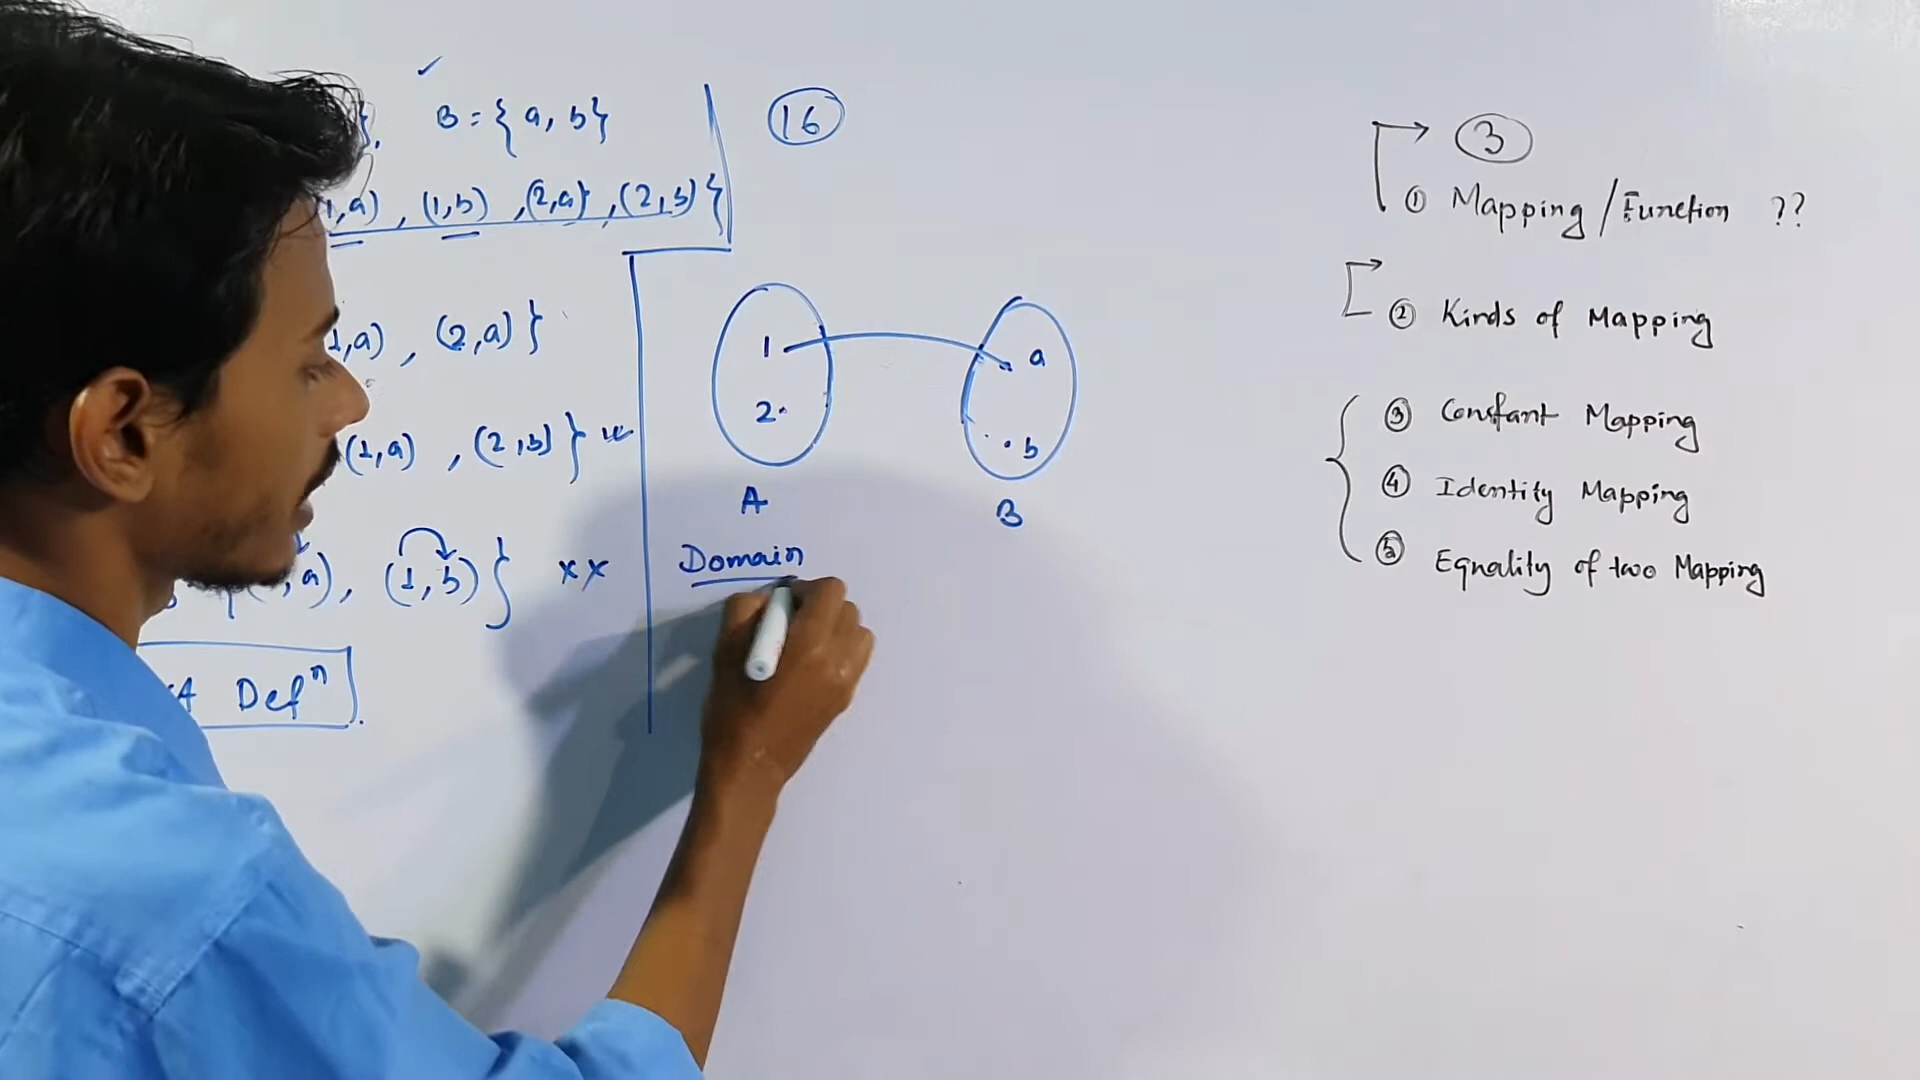 }. B = { a, b}
1,a) , (1,b) , (2,a} , (2,b) }
1,a) , (2,a) }
(1,a) , (2,b) }
, a), (1, b) } x x
A Defⁿ
16
1
2
a
b
A
B
Domain
3
① Mapping / Function ??
② Kinds of Mapping
③ Constant Mapping
④ Identity Mapping
⑤ Equality of two Mapping